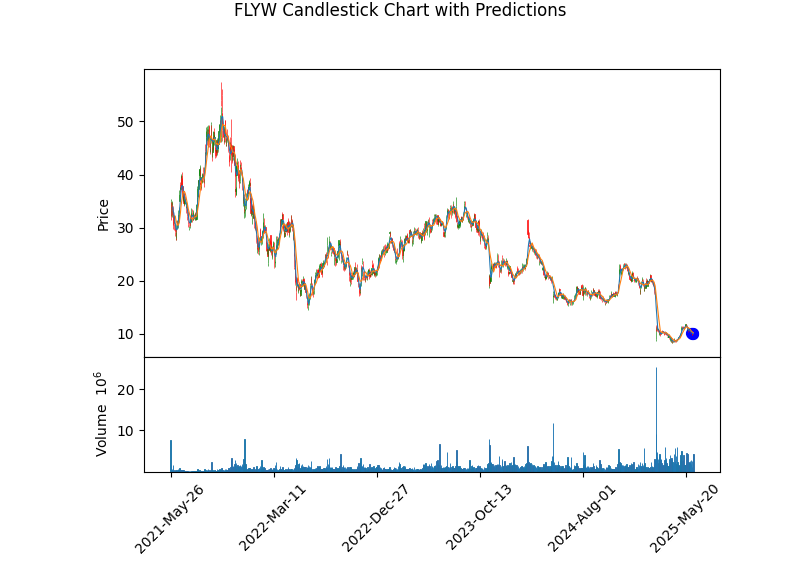 FLYW Candlestick Chart with Predictions
Price
50
40
30
20
10
Volume 10^6
20
10
2021-May-26
2022-Mar-11
2022-Dec-27
2023-Oct-13
2024-Aug-01
2025-May-20